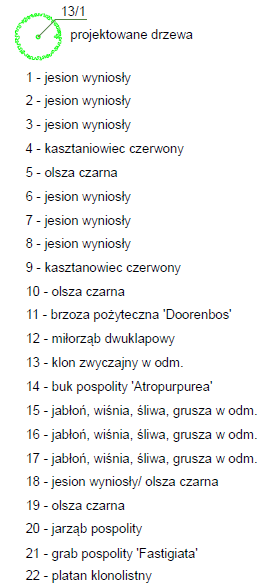 13/1
projektowane drzewa
1 - jesion wyniosły
2 - jesion wyniosły
3 - jesion wyniosły
4 - kasztaniowiec czerwony
5 - olsza czarna
6 - jesion wyniosły
7 - jesion wyniosły
8 - jesion wyniosły
9 - kasztanowiec czerwony
10 - olsza czarna
11 - brzoza pożyteczna 'Doorenbos'
12 - miłorząb dwuklapowy
13 - klon zwyczajny w odm.
14 - buk pospolity 'Atropurpurea'
15 - jabłoń, wiśnia, śliwa, grusza w odm.
16 - jabłoń, wiśnia, śliwa, grusza w odm.
17 - jabłoń, wiśnia, śliwa, grusza w odm.
18 - jesion wyniosły/ olsza czarna
19 - olsza czarna
20 - jarząb pospolity
21 - grab pospolity 'Fastigiata'
22 - platan klonolistny